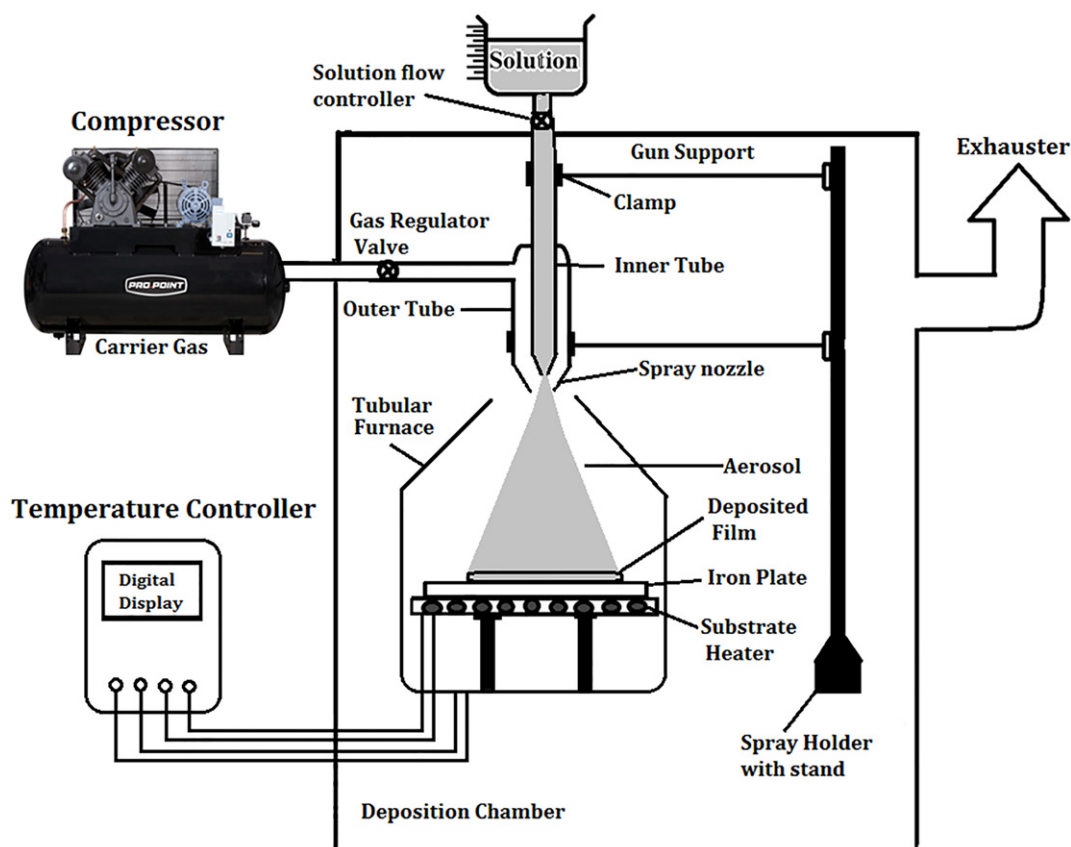 Solution
Solution flow
controller
Compressor
Gun Support
Exhauster
Clamp
Gas Regulator
Valve
Inner Tube
PRO POINT
Outer Tube
Carrier Gas
Spray nozzle
Tubular
Furnace
Aerosol
Temperature Controller
Deposited
Film
Digital
Display
Iron Plate
Substrate
Heater
Spray Holder
with stand
Deposition Chamber